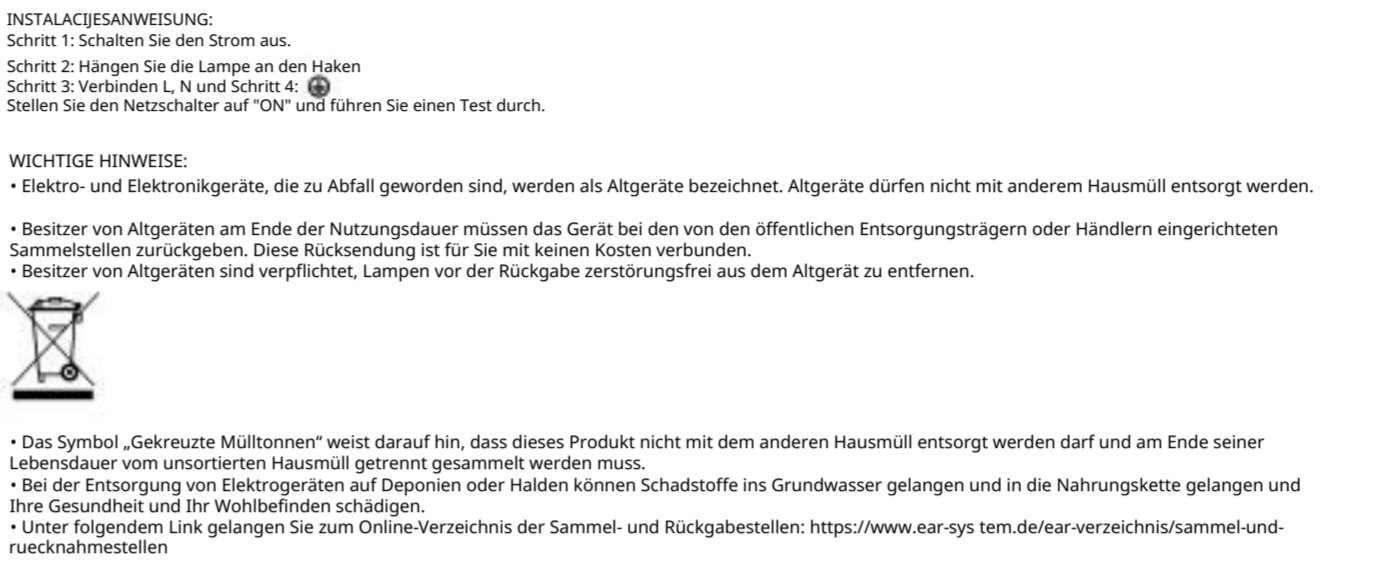 INSTALACIJESANWEISUNG:
Schritt 1: Schalten Sie den Strom aus.
Schritt 2: Hängen Sie die Lampe an den Haken
Schritt 3: Verbinden L, N und Schritt 4:
Stellen Sie den Netzschalter auf "ON" und führen Sie einen Test durch.
WICHTIGE HINWEISE:
• Elektro- und Elektronikgeräte, die zu Abfall geworden sind, werden als Altgeräte bezeichnet. Altgeräte dürfen nicht mit anderem Hausmüll entsorgt werden.
• Besitzer von Altgeräten am Ende der Nutzungsdauer müssen das Gerät bei den von den öffentlichen Entsorgungsträgern oder Händlern eingerichteten
Sammelstellen zurückgeben. Diese Rücksendung ist für Sie mit keinen Kosten verbunden.
• Besitzer von Altgeräten sind verpflichtet, Lampen vor der Rückgabe zerstörungsfrei aus dem Altgerät zu entfernen.
• Das Symbol „Gekreuzte Mülltonnen“ weist darauf hin, dass dieses Produkt nicht mit dem anderen Hausmüll entsorgt werden darf und am Ende seiner
Lebensdauer vom unsortierten Hausmüll getrennt gesammelt werden muss.
• Bei der Entsorgung von Elektrogeräten auf Deponien oder Halden können Schadstoffe ins Grundwasser gelangen und in die Nahrungskette gelangen und
Ihre Gesundheit und Ihr Wohlbefinden schädigen.
• Unter folgendem Link gelangen Sie zum Online-Verzeichnis der Sammel- und Rückgabestellen: https://www.ear-sys tem.de/ear-verzeichnis/sammel-und-
ruecknahmestellen